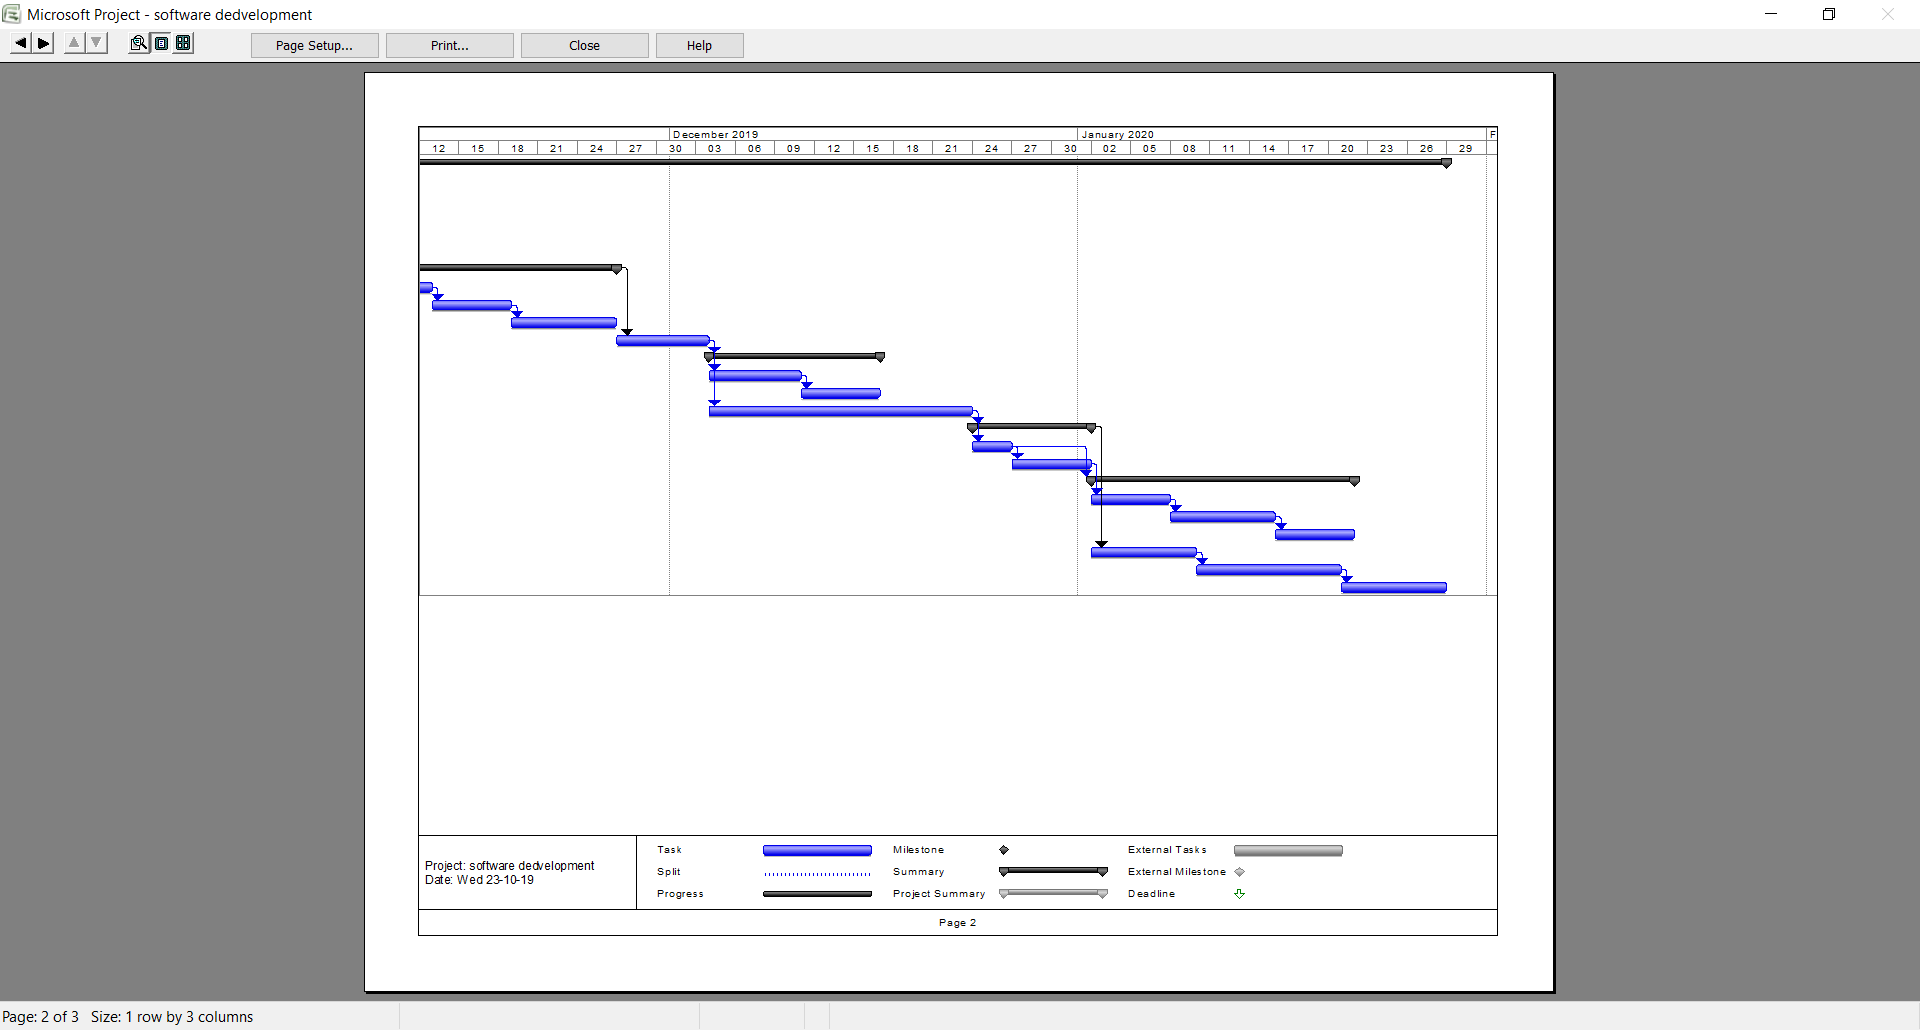 Microsoft Project - software dedvelopment
Page Setup... Print... Close Help
December 2019 January 2020 F
12 15 18 21 24 27 30 03 06 09 12 15 18 21 24 27 30 02 05 08 11 14 17 20 23 26 29
Task Milestone External Tasks
Project: software dedvelopment
Date: Wed 23-10-19
Split Summary External Milestone
Progress Project Summary Deadline
Page 2
Page: 2 of 3 Size: 1 row by 3 columns